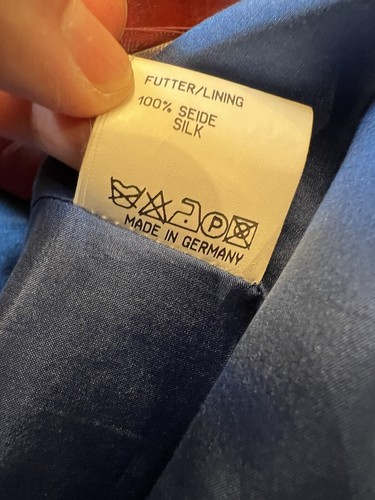 FUTTER/LINING
100% SEIDE
SILK
P
MADE IN GERMANY